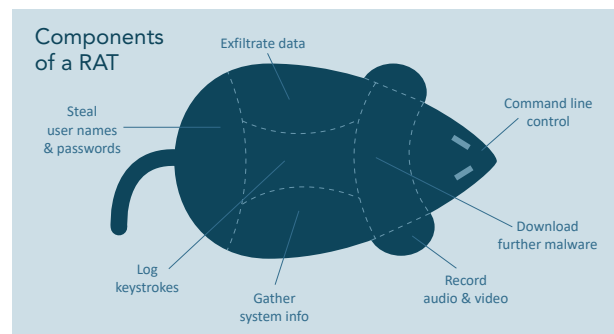 Components
of a RAT
Exfiltrate data
Steal
user names
& passwords
Command line
control
Download
further malware
Log
keystrokes
Gather
system info
Record
audio & video